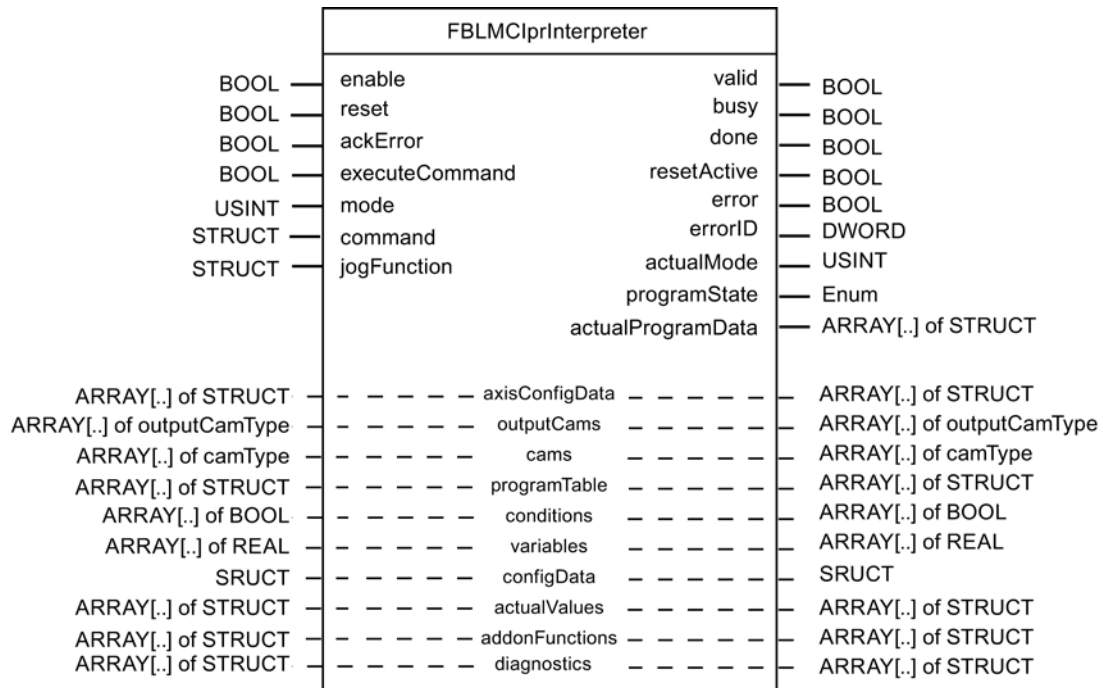 FBLMCIprInterpreter
BOOL enable valid BOOL
BOOL reset busy BOOL
BOOL ackError done BOOL
BOOL executeCommand resetActive BOOL
USINT mode error BOOL
STRUCT command errorID DWORD
STRUCT jogFunction actualMode USINT
programState Enum
actualProgramData ARRAY[..] of STRUCT
ARRAY[..] of STRUCT axisConfigData ARRAY[..] of STRUCT
ARRAY[..] of outputCamType outputCams ARRAY[..] of outputCamType
ARRAY[..] of camType cams ARRAY[..] of camType
ARRAY[..] of STRUCT programTable ARRAY[..] of STRUCT
ARRAY[..] of BOOL conditions ARRAY[..] of BOOL
ARRAY[..] of REAL variables ARRAY[..] of REAL
SRUCT configData SRUCT
ARRAY[..] of STRUCT actualValues ARRAY[..] of STRUCT
ARRAY[..] of STRUCT addonFunctions ARRAY[..] of STRUCT
ARRAY[..] of STRUCT diagnostics ARRAY[..] of STRUCT